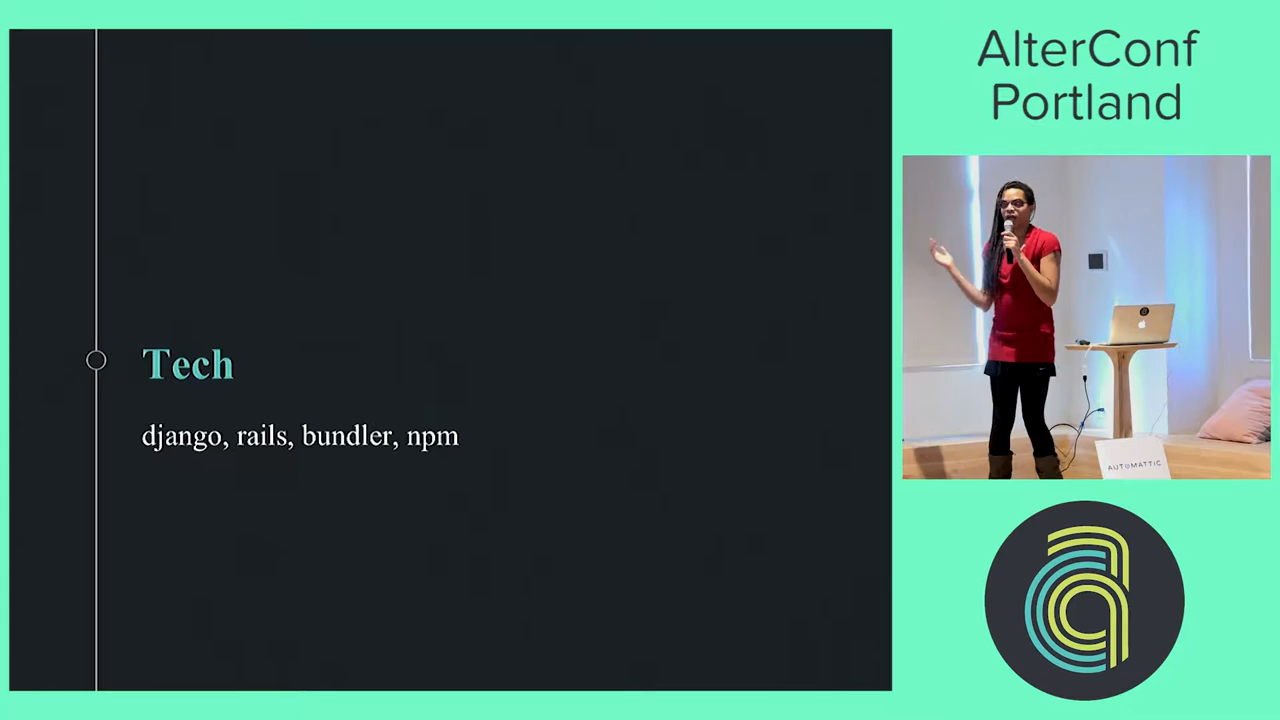 Tech
django, rails, bundler, npm
AlterConf
Portland
AUTOMATTIC